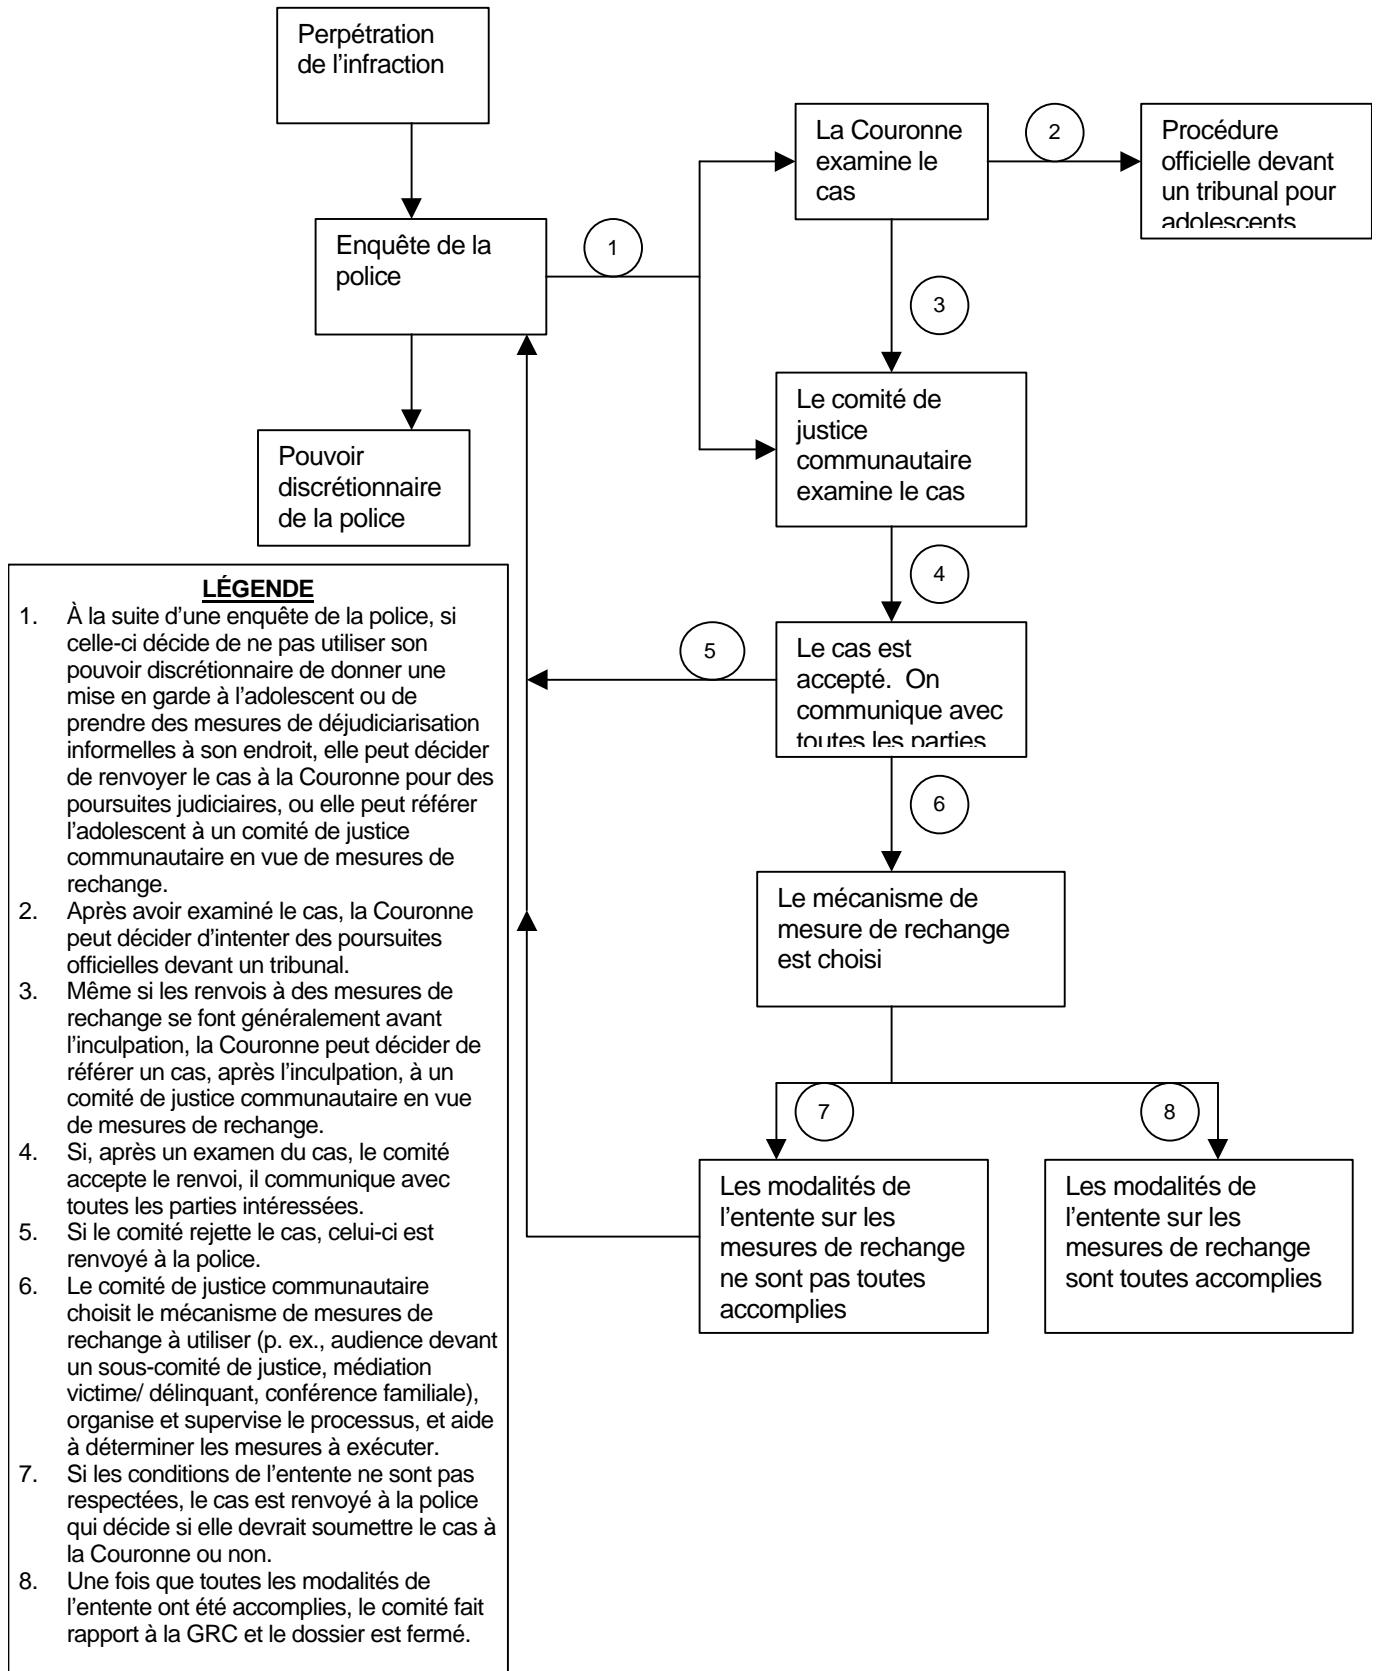 Perpétration
de l'infraction
La Couronne
examine le
cas
2
Procédure
officielle devant
un tribunal pour
adolescents
Enquête de la
police
1
3
Pouvoir
discrétionnaire
de la police
Le comité de
justice
communautaire
examine le cas
4
5
Le cas est
accepté. On
communique avec
toutes les parties
6
Le mécanisme de
mesure de rechange
est choisi
7
8
Les modalités de
l'entente sur les
mesures de rechange
ne sont pas toutes
accomplies
Les modalités de
l'entente sur les
mesures de rechange
sont toutes accomplies
LÉGENDE
1. À la suite d'une enquête de la police, si
celle-ci décide de ne pas utiliser son
pouvoir discrétionnaire de donner une
mise en garde à l'adolescent ou de
prendre des mesures de déjudiciarisation
informelles à son endroit, elle peut décider
de renvoyer le cas à la Couronne pour des
poursuites judiciaires, ou elle peut référer
l'adolescent à un comité de justice
communautaire en vue de mesures de
rechange.
2. Après avoir examiné le cas, la Couronne
peut décider d'intenter des poursuites
officielles devant un tribunal.
3. Même si les renvois à des mesures de
rechange se font généralement avant
l'inculpation, la Couronne peut décider de
référer un cas, après l'inculpation, à un
comité de justice communautaire en vue
de mesures de rechange.
4. Si, après un examen du cas, le comité
accepte le renvoi, il communique avec
toutes les parties intéressées.
5. Si le comité rejette le cas, celui-ci est
renvoyé à la police.
6. Le comité de justice communautaire
choisit le mécanisme de mesures de
rechange à utiliser (p. ex., audience devant
un sous-comité de justice, médiation
victime/ délinquant, conférence familiale),
organise et supervise le processus, et aide
à déterminer les mesures à exécuter.
7. Si les conditions de l'entente ne sont pas
respectées, le cas est renvoyé à la police
qui décide si elle devrait soumettre le cas à
la Couronne ou non.
8. Une fois que toutes les modalités de
l'entente ont été accomplies, le comité fait
rapport à la GRC et le dossier est fermé.